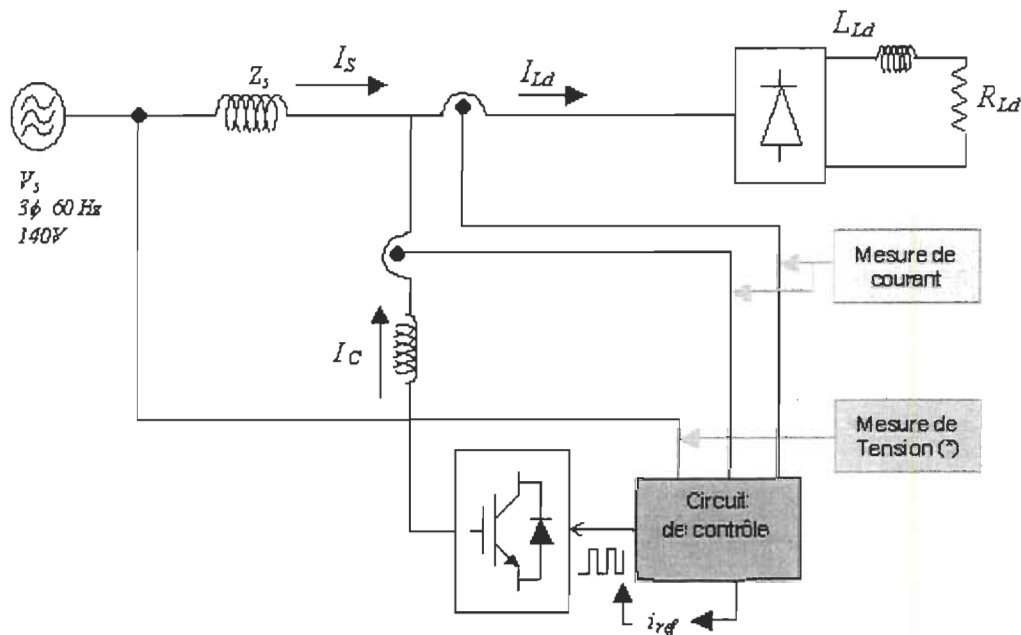 L_Ld
Z_s
I_S
I_Ld
R_Ld
V_s
3ϕ 60 Hz
140V
Mesure de
courant
I_C
Mesure de
Tension (*)
Circuit
de contrôle
i_ref